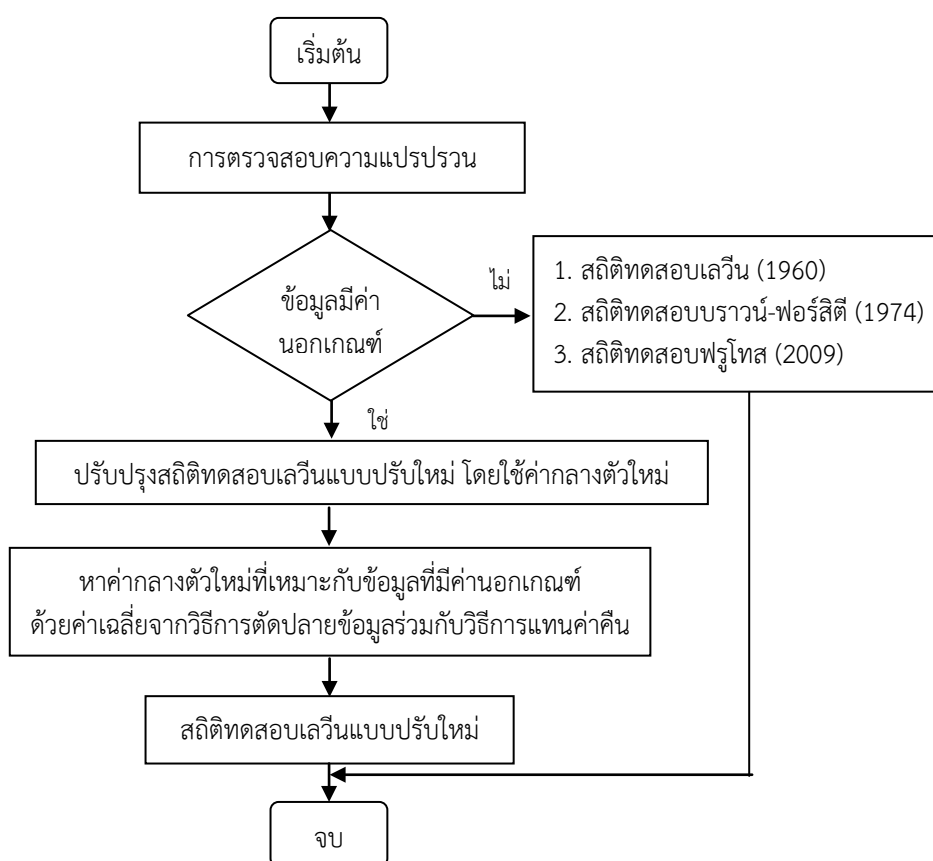 เริ่มต้น
การตรวจสอบความแปรปรวน
ข้อมูลมีค่า
นอกเกณฑ์
ไม่
1. สถิติทดสอบเลวีน (1960)
2. สถิติทดสอบบราวน์-ฟอร์สิตี (1974)
3. สถิติทดสอบฟรูโทส (2009)
ใช่
ปรับปรุงสถิติทดสอบเลวีนแบบปรับใหม่ โดยใช้ค่ากลางตัวใหม่
หาค่ากลางตัวใหม่ที่เหมาะกับข้อมูลที่มีค่านอกเกณฑ์
ด้วยค่าเฉลี่ยจากวิธีการตัดปลายข้อมูลร่วมกับวิธีการแทนค่าคืน
สถิติทดสอบเลวีนแบบปรับใหม่
จบ